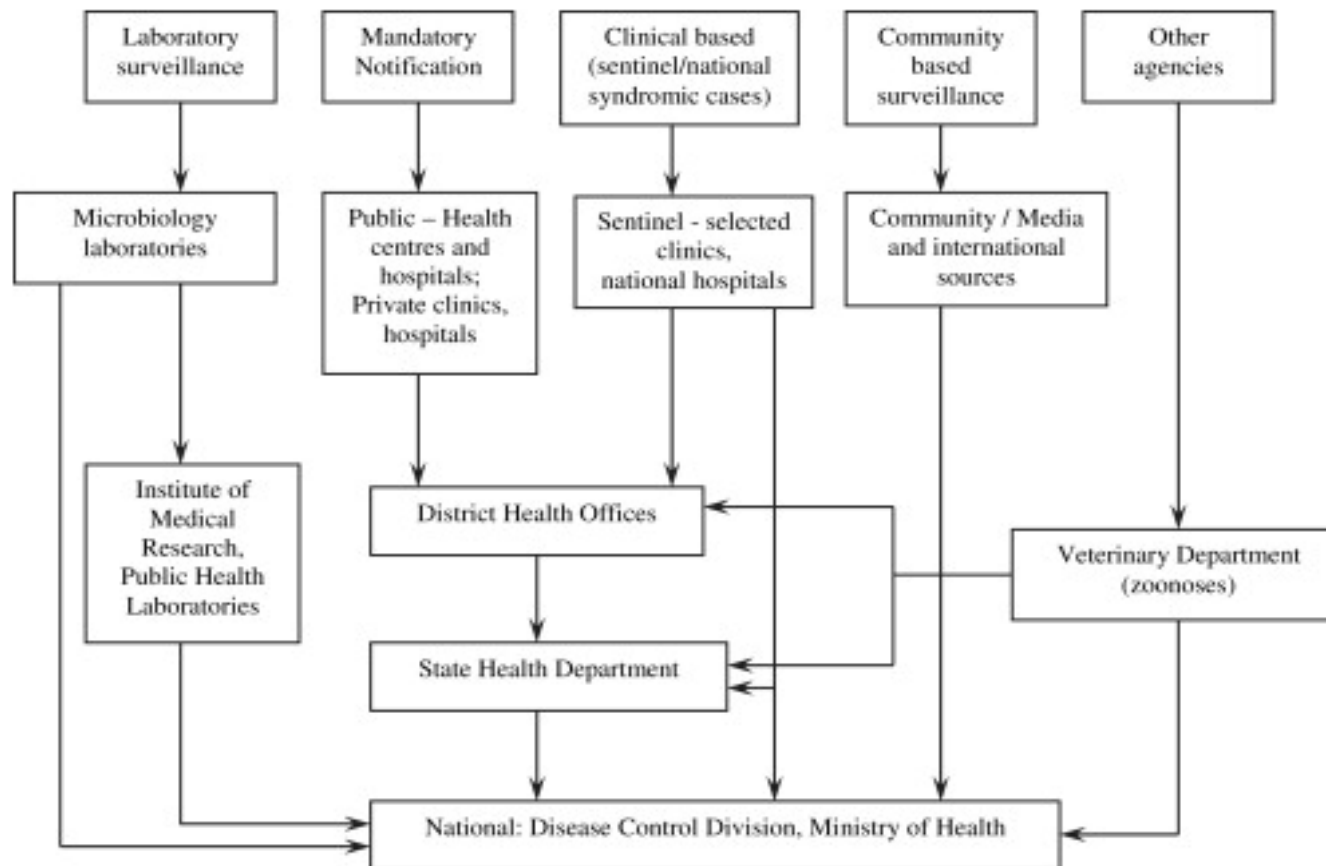 Laboratory
surveillance
Mandatory
Notification
Clinical based
(sentinel/national
syndromic cases)
Community
based
surveillance
Other
agencies
Microbiology
laboratories
Public – Health
centres and
hospitals;
Private clinics,
hospitals
Sentinel - selected
clinics,
national hospitals
Community / Media
and international
sources
Institute of
Medical
Research,
Public Health
Laboratories
District Health Offices
Veterinary Department
(zoonoses)
State Health Department
National: Disease Control Division, Ministry of Health